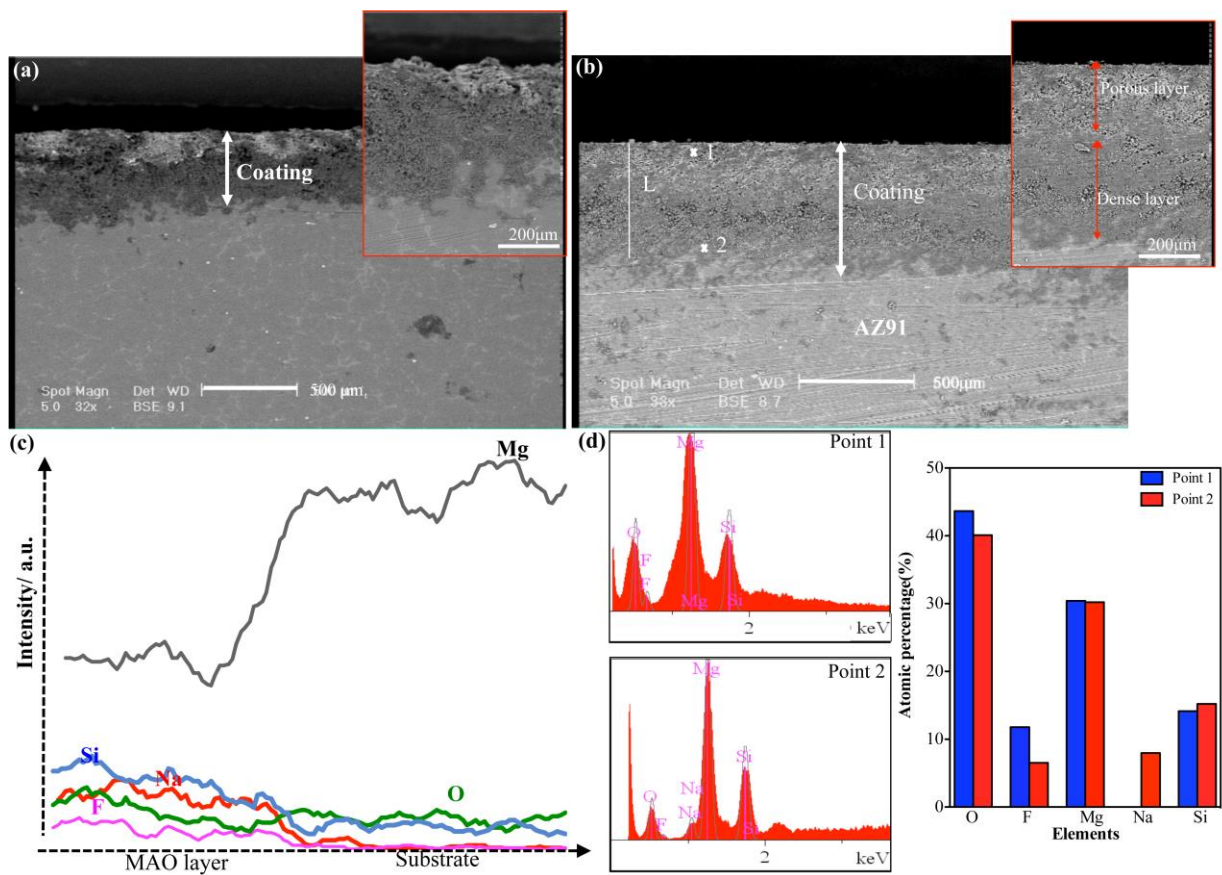 (a)
Coating
200μm
Spot Magn Det WD
5.0 32x BSE 9.1
500 μm
(b)
1
L
2
Coating
AZ91
Porous layer
Dense layer
200μm
Spot Magn Det WD
5.0 33x BSE 8.7
500μm
(c)
Intensity/ a.u.
Mg
Si
Na
O
F
MAO layer
Substrate
(d)
Point 1
Mg
O
F
F
Si
Mg
Si
2
keV
Point 2
Mg
O
F
Na
Na
Si
Si
2
keV
Atomic percentage(%)
50
40
30
20
10
0
Point 1
Point 2
O F Mg Na Si
Elements